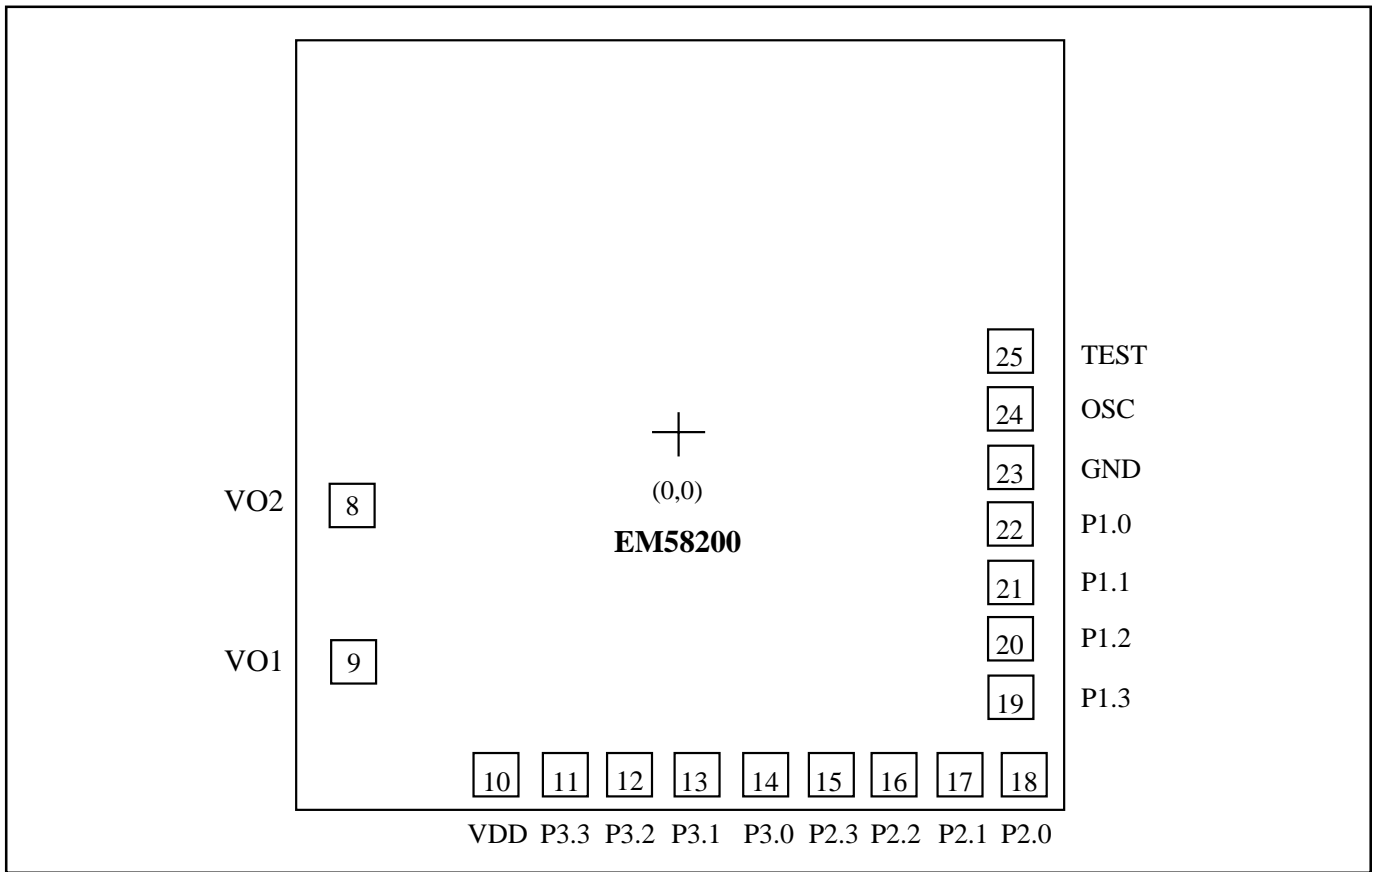 25 TEST
24 OSC
23 GND
(0,0)
VO2 8
22 P1.0
EM58200
21 P1.1
20 P1.2
VO1 9
19 P1.3
10 11 12 13 14 15 16 17 18
VDD P3.3 P3.2 P3.1 P3.0 P2.3 P2.2 P2.1 P2.0